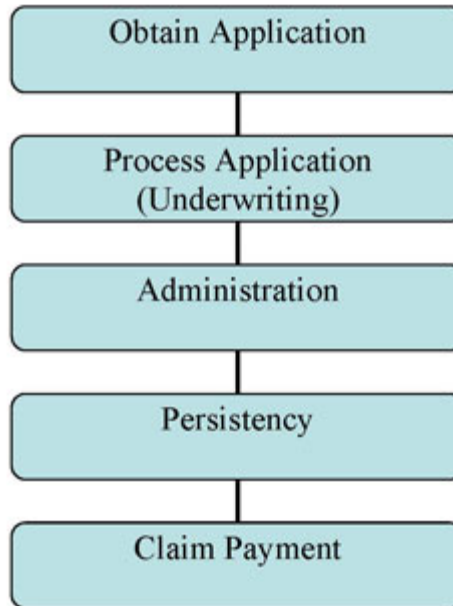 Obtain Application
Process Application
(Underwriting)
Administration
Persistency
Claim Payment